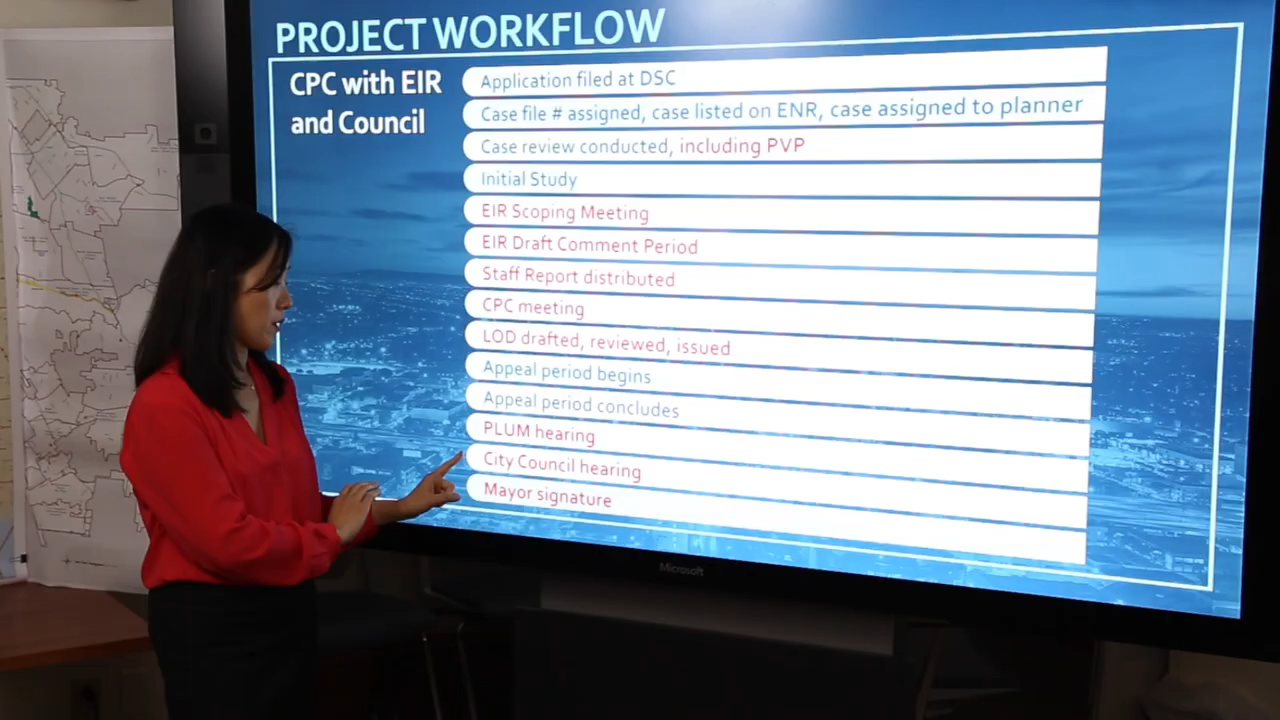 PROJECT WORKFLOW
CPC with EIR
and Council
Application filed at DSC
Case file # assigned, case listed on ENR, case assigned to planner
Case review conducted, including PVP
Initial Study
EIR Scoping Meeting
EIR Draft Comment Period
Staff Report distributed
CPC meeting
LOD drafted, reviewed, issued
Appeal period begins
Appeal period concludes
PLUM hearing
City Council hearing
Mayor signature
Microsoft